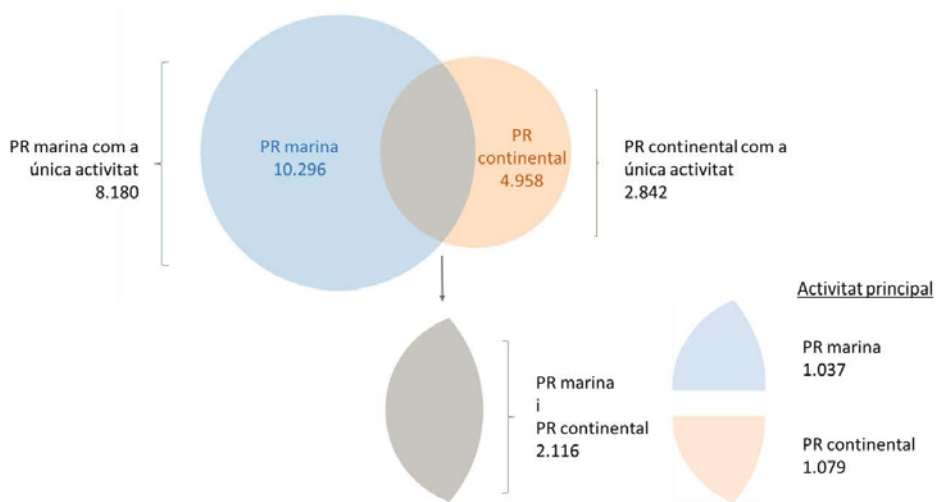 PR marina com a
única activitat
8.180
PR marina
10.296
PR
continental
4.958
PR continental com a
única activitat
2.842
PR marina
i
PR continental
2.116
Activitat principal
PR marina
1.037
PR continental
1.079